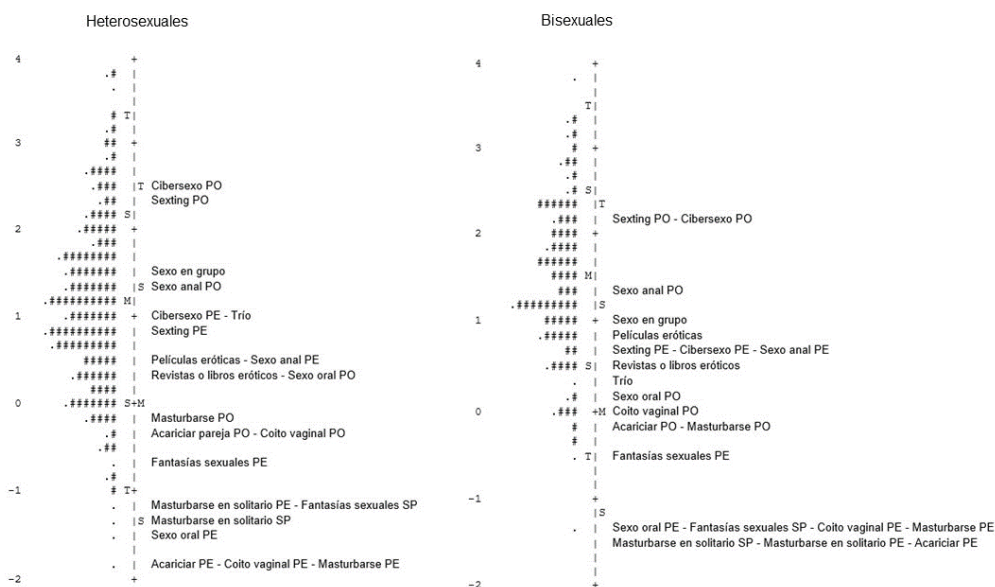 Heterosexuales
4 +
.# |
. |
|
# T|
.# |
3 ## +
.# |
.#### |
.### |T Cibersexo PO
.## | Sexting PO
.#### S|
2 .##### +
.### |
.######## |
.####### | Sexo en grupo
.####### |S Sexo anal PO
.########## M|
1 .####### + Cibersexo PE - Trío
.########## | Sexting PE
.######### |
##### | Películas eróticas - Sexo anal PE
.###### | Revistas o libros eróticos - Sexo oral PO
#### |
0 .####### S+M
.#### | Masturbarse PO
.# | Acariciar pareja PO - Coito vaginal PO
.## |
. | Fantasías sexuales PE
.# |
-1 # T+
. | Masturbarse en solitario PE - Fantasías sexuales SP
. |S Masturbarse en solitario SP
. | Sexo oral PE
|
. | Acariciar PE - Coito vaginal PE - Masturbarse PE
-2 +
Bisexuales
4 +
. |
|
T|
.# |
.# |
3 # +
.## |
.# |
.# S|
###### |T
.### | Sexting PO - Cibersexo PO
2 #### +
.#### |
###### |
#### M|
### | Sexo anal PO
.######### |S
1 ##### + Sexo en grupo
.##### | Películas eróticas
## | Sexting PE - Cibersexo PE - Sexo anal PE
.#### S| Revistas o libros eróticos
. | Trío
.# | Sexo oral PO
0 .### +M Coito vaginal PO
# | Acariciar PO - Masturbarse PO
# |
. T| Fantasías sexuales PE
|
|
-1 +
|S
. | Sexo oral PE - Fantasías sexuales SP - Coito vaginal PE - Masturbarse PE
| Masturbarse en solitario SP - Masturbarse en solitario PE - Acariciar PE
|
|
-2 +